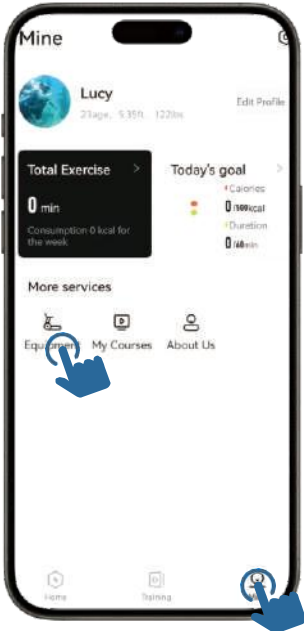 Mine
Lucy
23age, 5.35ft, 122lbs
Edit Profile
Total Exercise >
0 min
Consumption 0 kcal for
the week
Today's goal >
Calories
0/500kcal
Duration
0/60min
More services
Equipment
My Courses
About Us
Home
Training